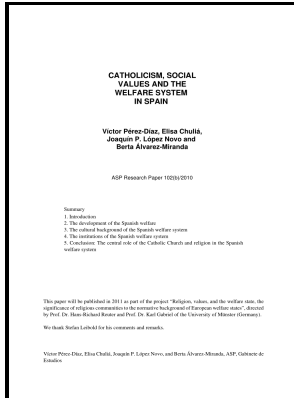 CATHOLICISM, SOCIAL
VALUES AND THE
WELFARE SYSTEM
IN SPAIN
Víctor Pérez-Díaz, Elisa Chuliá,
Joaquín P. López Novo and
Berta Álvarez-Miranda
ASP Research Paper 102(b)/2010
Summary
1. Introduction
2. The development of the Spanish welfare
3. The cultural background of the Spanish welfare system
4. The institutions of the Spanish welfare system
5. Conclusion: The central role of the Catholic Church and religion in the Spanish
welfare system
This paper will be published in 2011 as part of the project "Religion, values, and the welfare state, the
significance of religious communities to the normative background of European welfare states", directed
by Prof. Dr. Hans-Richard Reuter and Prof. Dr. Karl Gabriel of the University of Münster (Germany).
We thank Stefan Leibold for his comments and remarks.
Víctor Pérez-Díaz, Elisa Chuliá, Joaquín P. López Novo, and Berta Álvarez-Miranda, ASP, Gabinete de
Estudios